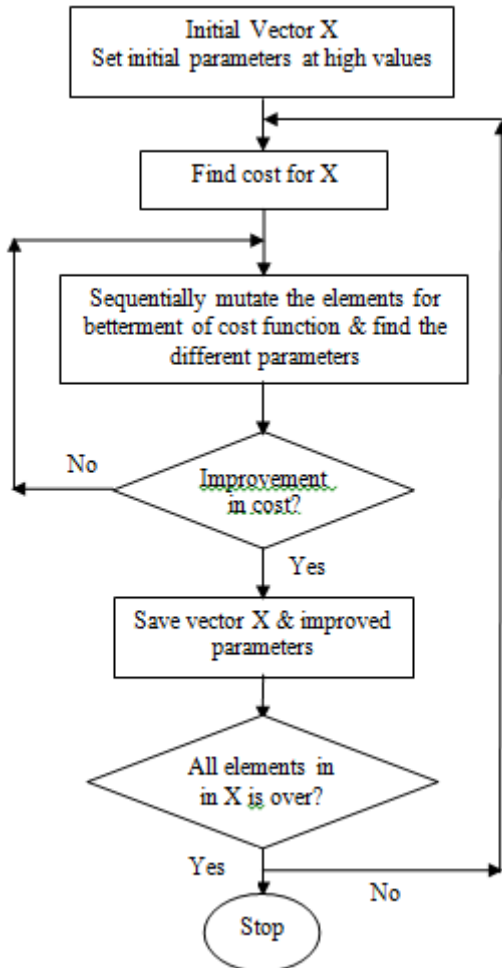 Initial Vector X
Set initial parameters at high values
Find cost for X
Sequentially mutate the elements for
betterment of cost function & find the
different parameters
No
Improvement
in cost?
Yes
Save vector X & improved
parameters
All elements in
in X is over?
Yes
No
Stop